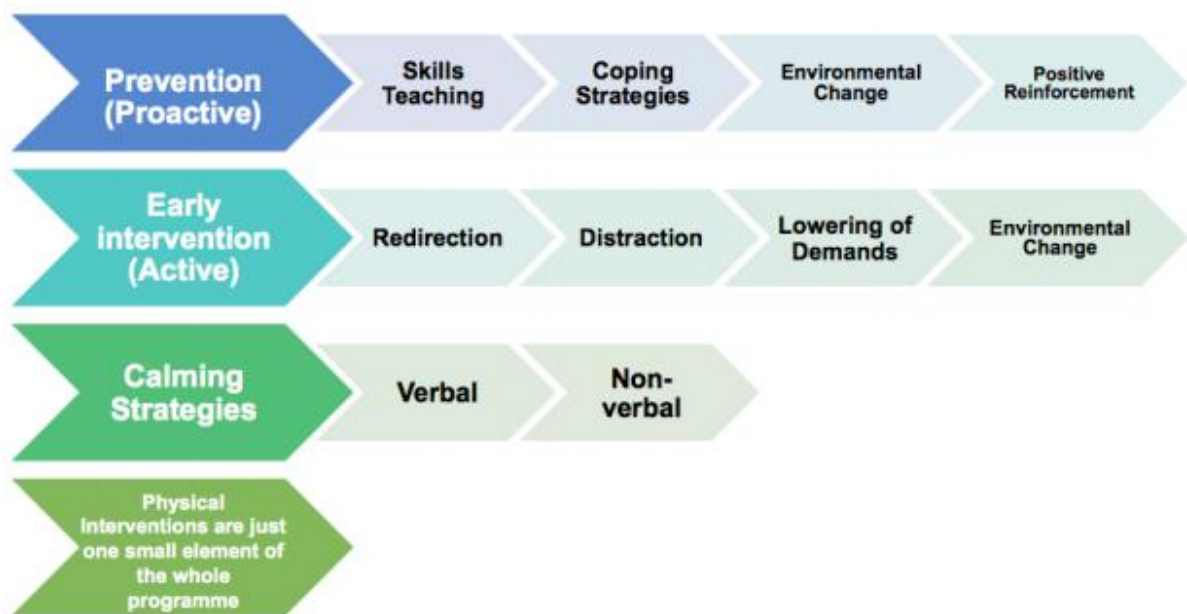 Prevention
(Proactive)
Skills
Teaching
Coping
Strategies
Environmental
Change
Positive
Reinforcement
Early
intervention
(Active)
Redirection
Distraction
Lowering of
Demands
Environmental
Change
Calming
Strategies
Verbal
Non-
verbal
Physical
Interventions are just
one small element of
the whole
programme